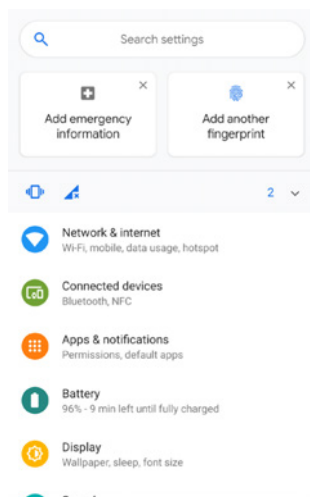 Search settings
Add emergency
information
Add another
fingerprint
2
Network & internet
Wi-Fi, mobile, data usage, hotspot
Connected devices
Bluetooth, NFC
Apps & notifications
Permissions, default apps
Battery
96% - 9 min left until fully charged
Display
Wallpaper, sleep, font size